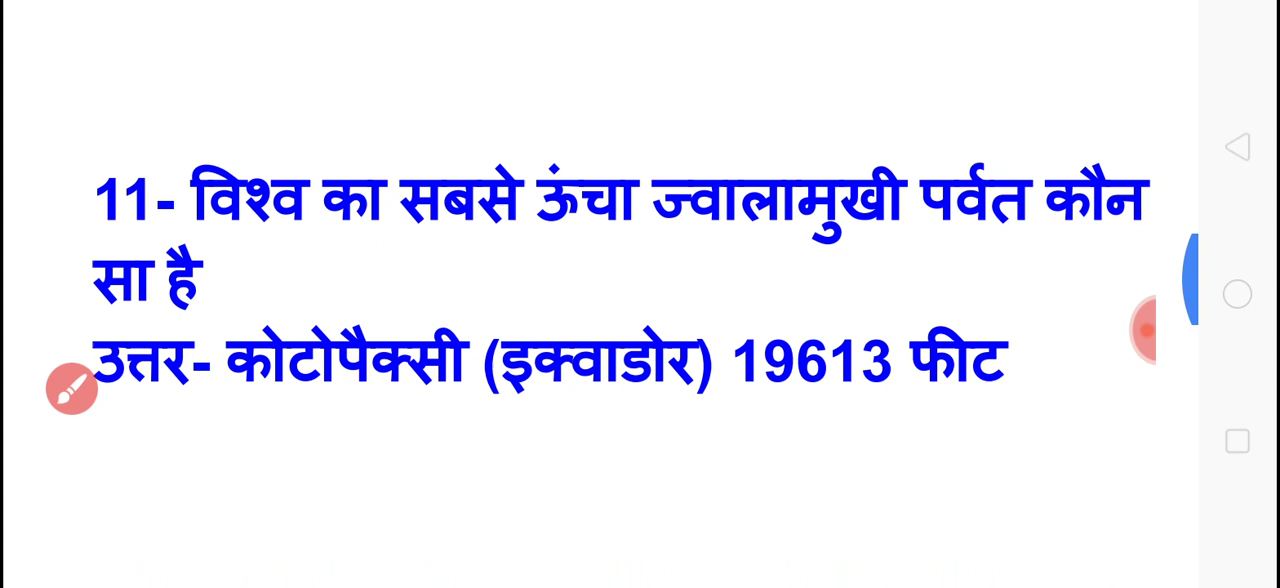 11- विश्व का सबसे ऊंचा ज्वालामुखी पर्वत कौन
सा है
उत्तर- कोटोपैक्सी (इक्वाडोर) 19613 फीट